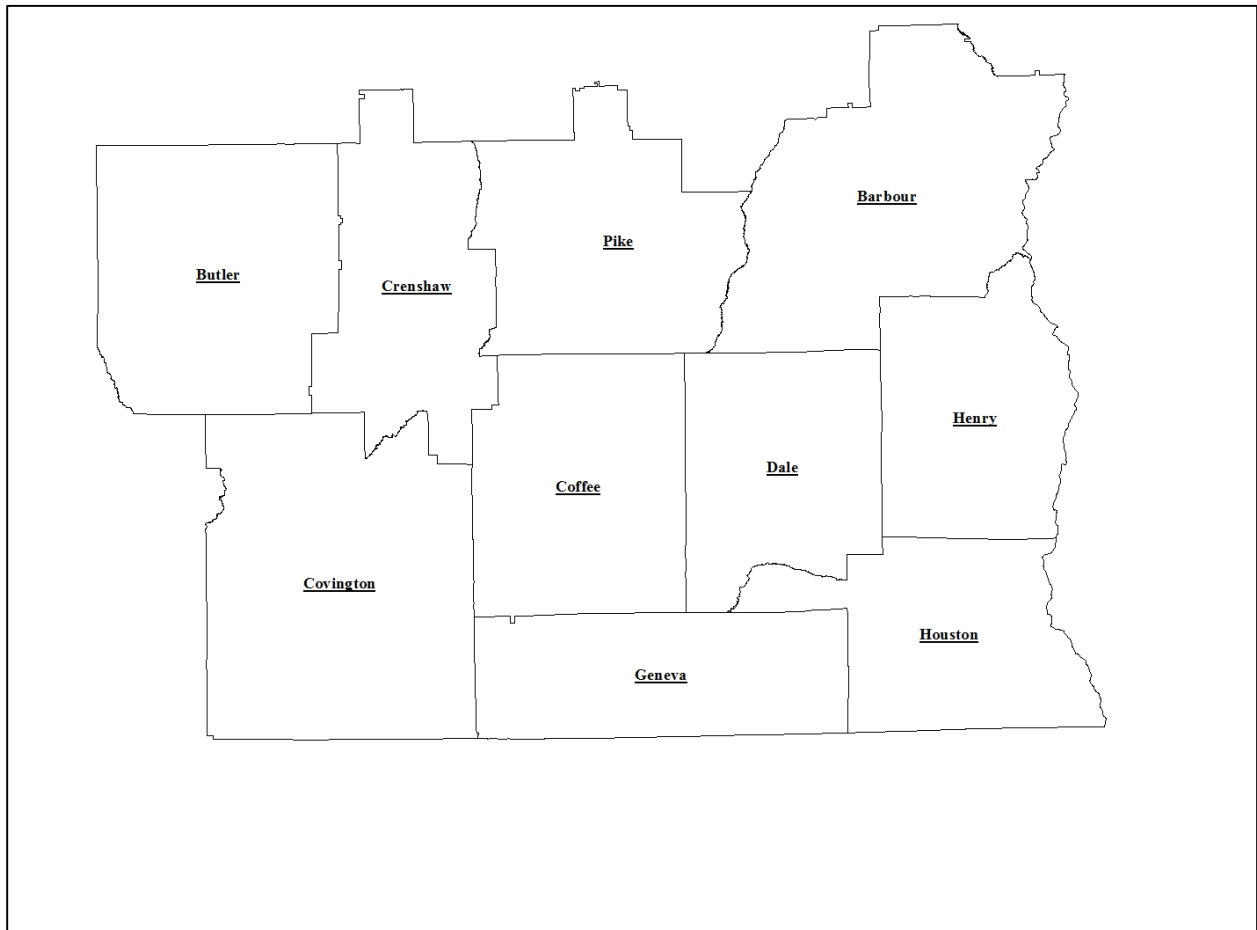 Barbour
Pike
Butler
Crenshaw
Henry
Dale
Coffee
Covington
Houston
Geneva